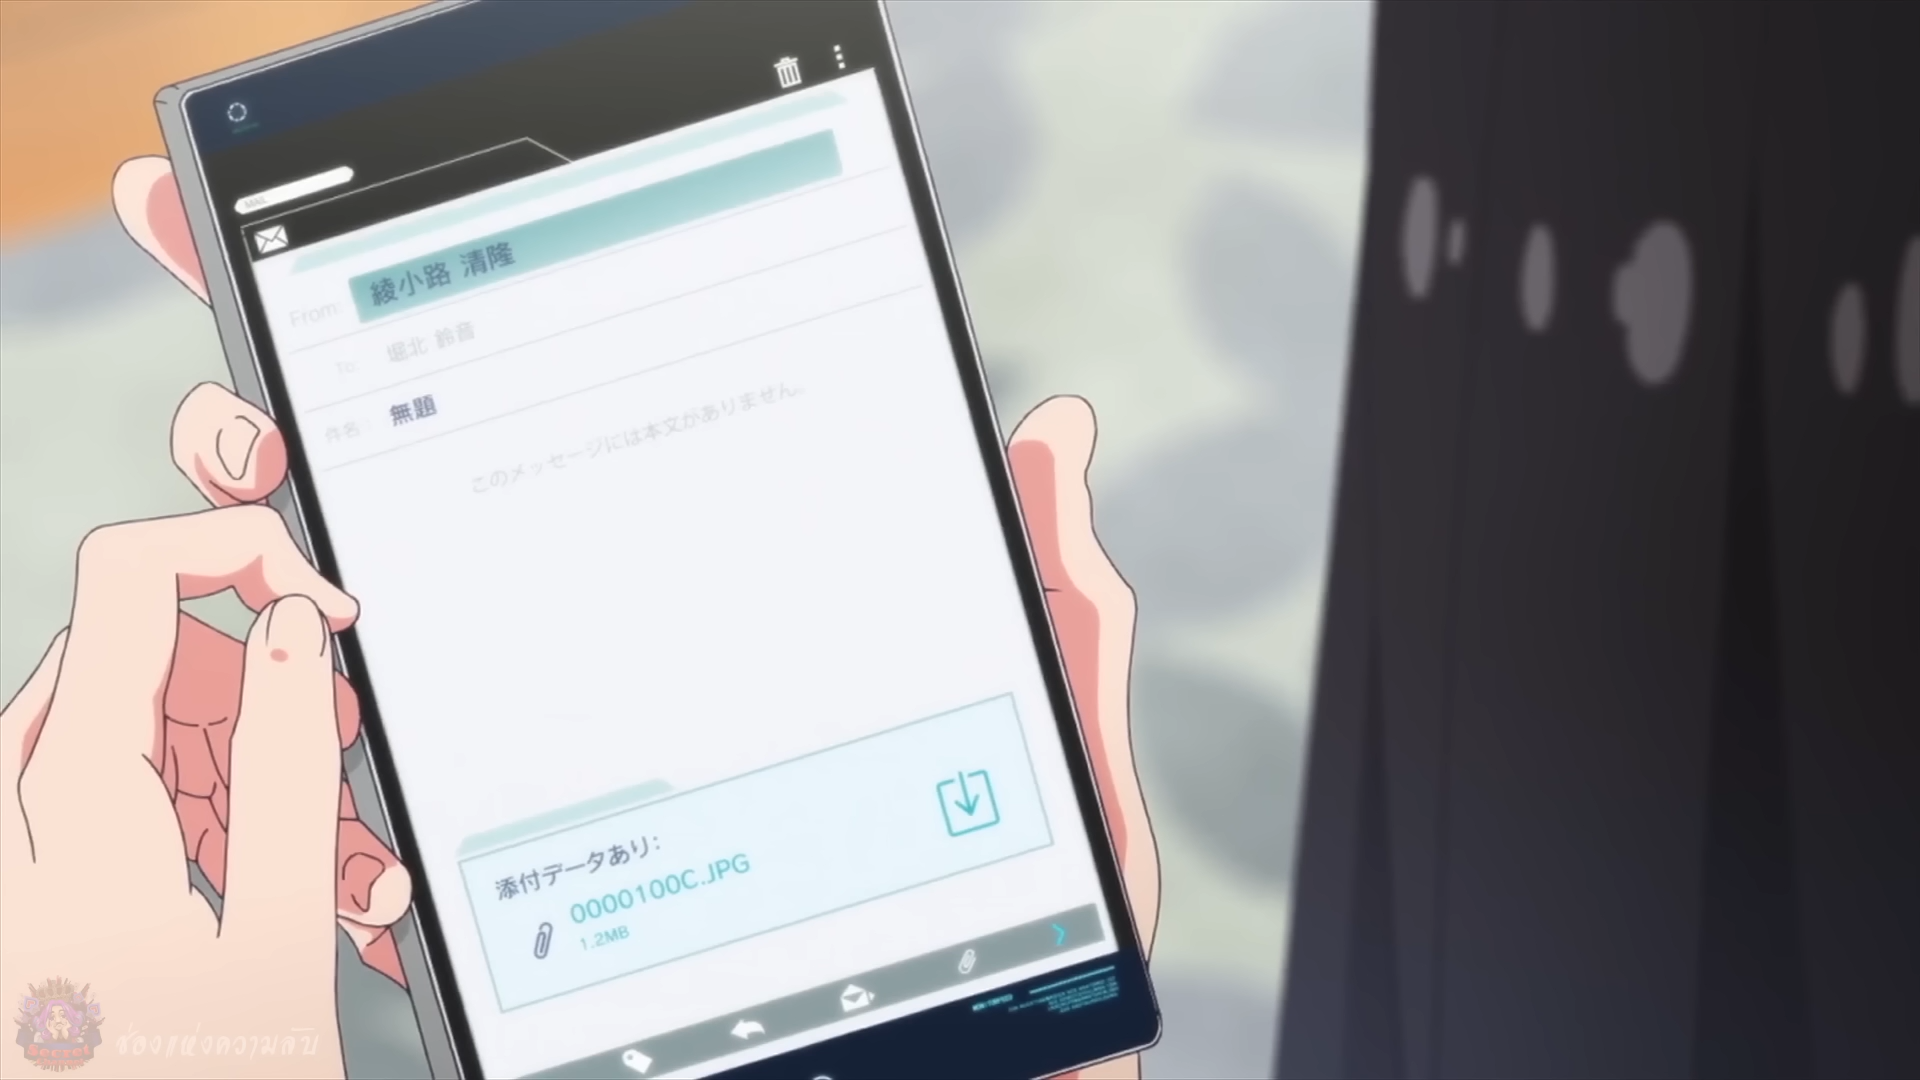 MAIL
From: 綾小路 清隆
To: 堀北 鈴音
件名: 無題
このメッセージには本文がありません。
添付データあり:
0000100C.JPG
1.2MB
Secret
ช่องแห่งความลับ